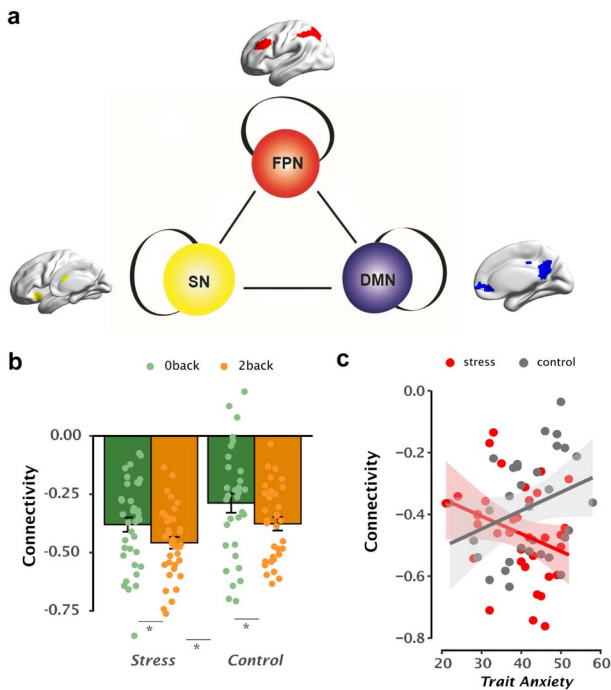 a
FPN
SN
DMN
b
0back
2back
0.00
-0.25
-0.50
-0.75
Connectivity
*
*
*
Stress
Control
c
stress
control
0.0
−0.2
−0.4
−0.6
−0.8
Connectivity
20
30
40
50
60
Trait Anxiety